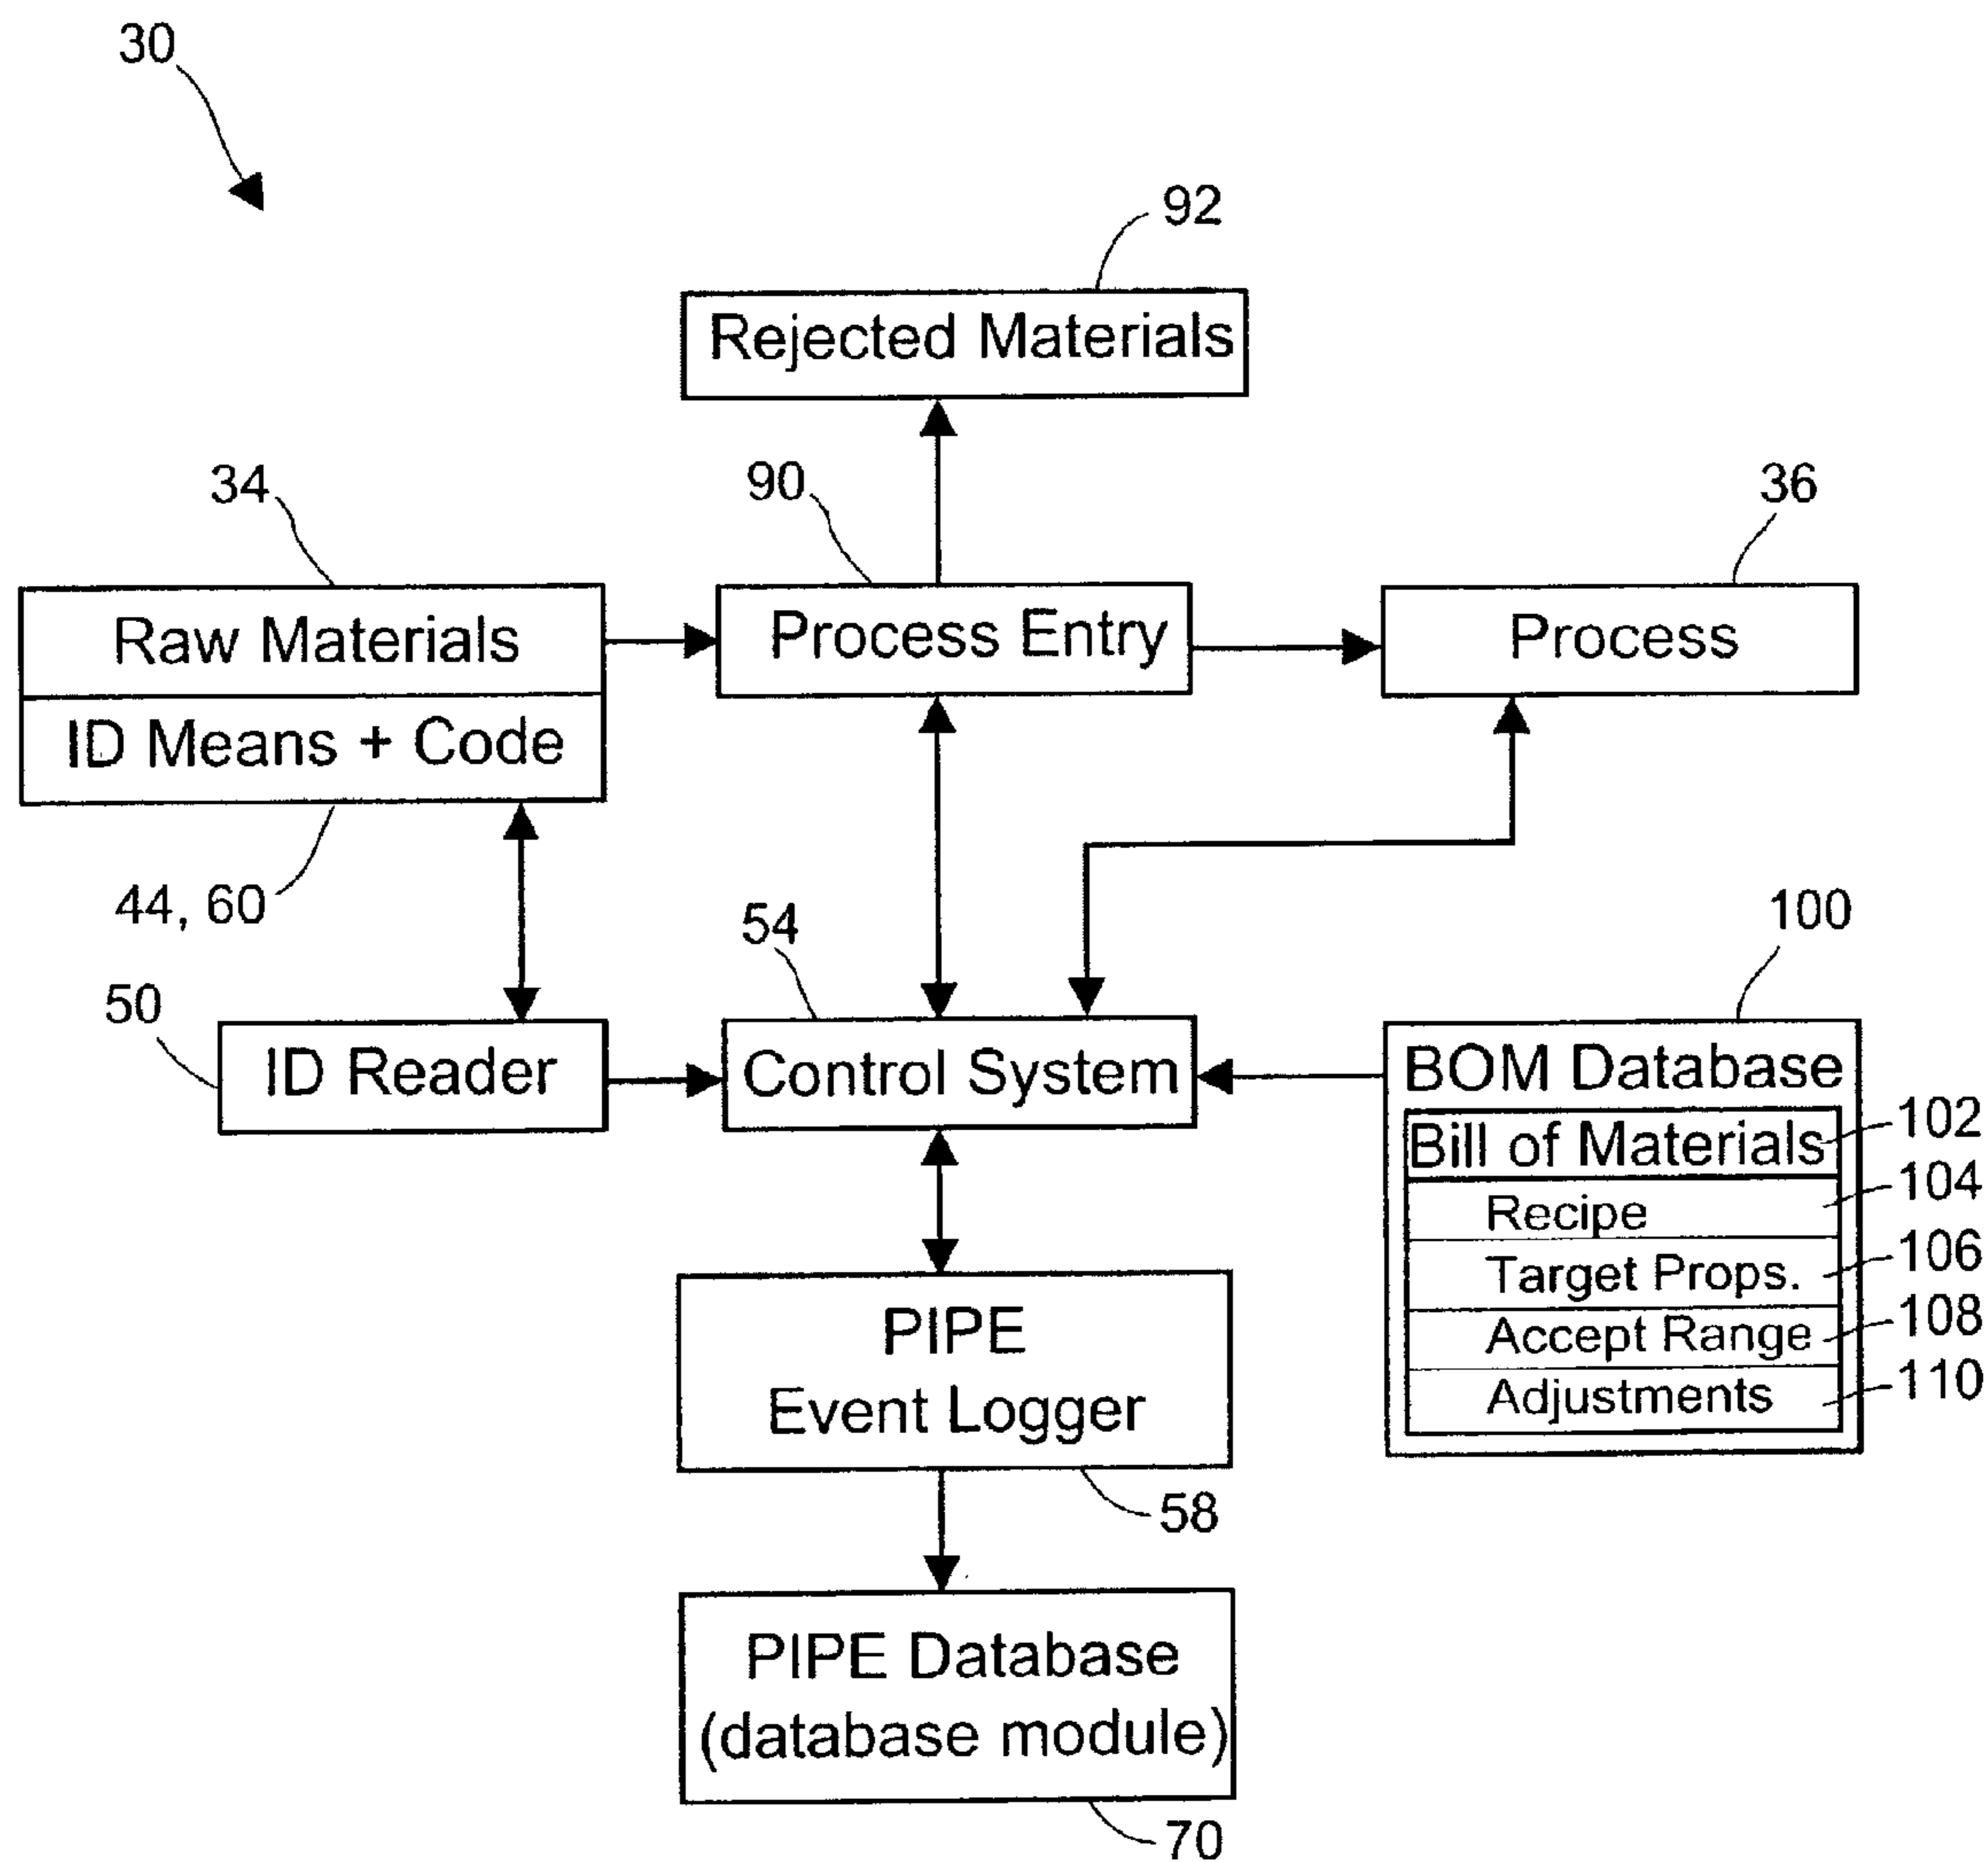 30
92
Rejected Materials
34
90
36
Raw Materials
Process Entry
Process
ID Means + Code
44, 60
54
100
50
ID Reader
Control System
BOM Database
Bill of Materials
102
Recipe
104
Target Props.
106
Accept Range
108
Adjustments
110
PIPE
Event Logger
58
PIPE Database
(database module)
70